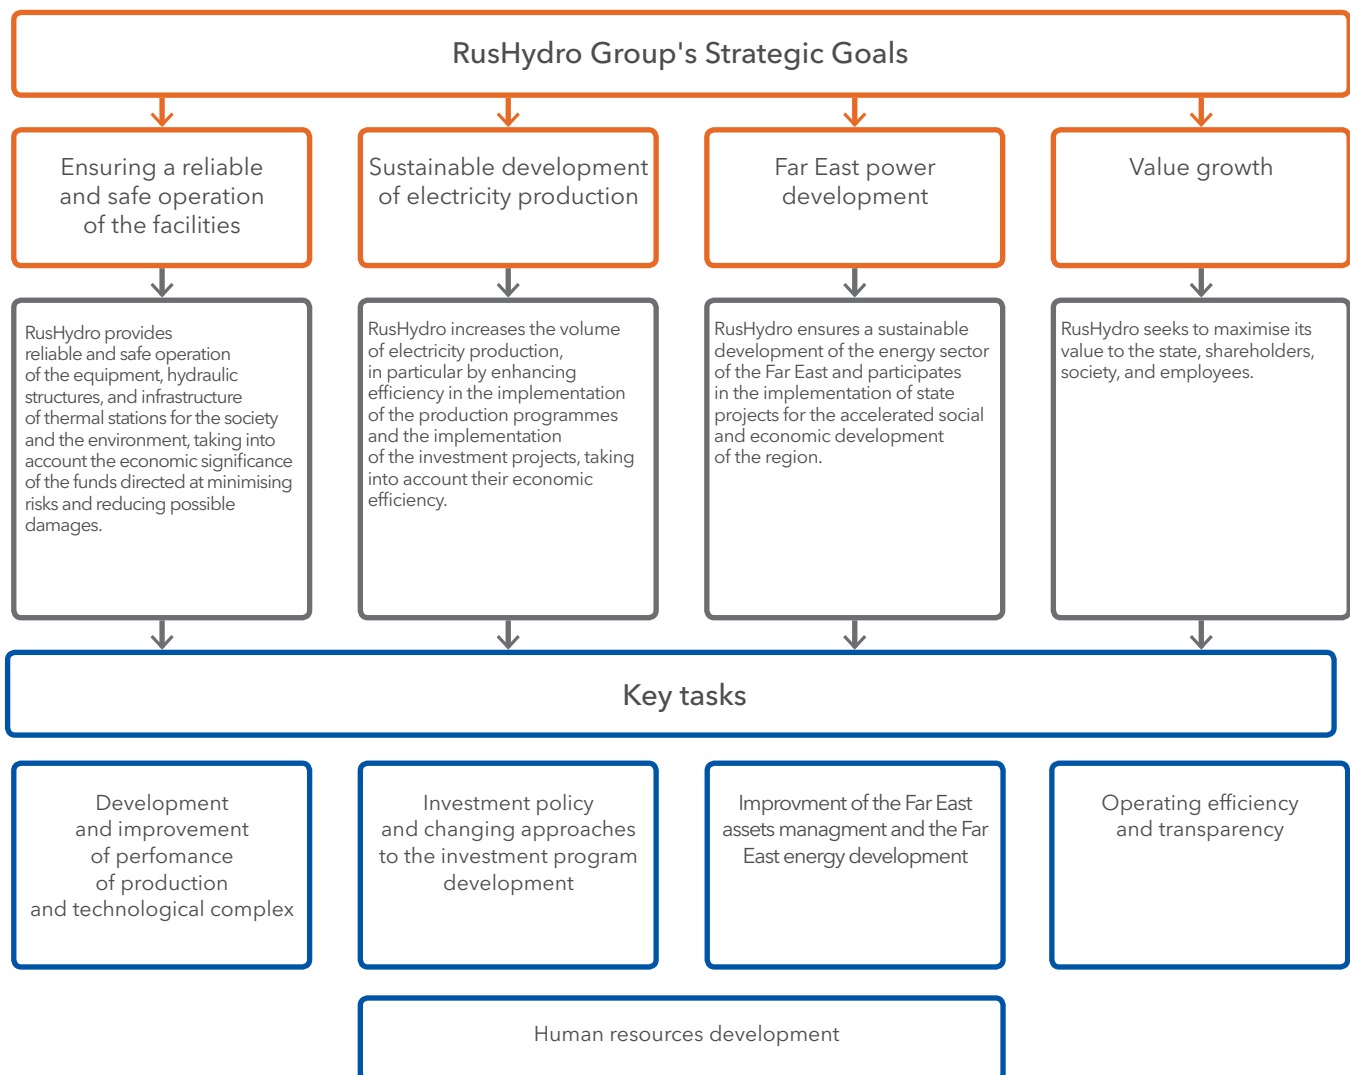 RusHydro Group's Strategic Goals
Ensuring a reliable
and safe operation
of the facilities
Sustainable development
of electricity production
Far East power
development
Value growth
RusHydro provides
reliable and safe operation
of the equipment, hydraulic
structures, and infrastructure
of thermal stations for the society
and the environment, taking into
account the economic significance
of the funds directed at minimising
risks and reducing possible
damages.
RusHydro increases the volume
of electricity production,
in particular by enhancing
efficiency in the implementation
of the production programmes
and the implementation
of the investment projects, taking
into account their economic
efficiency.
RusHydro ensures a sustainable
development of the energy sector
of the Far East and participates
in the implementation of state
projects for the accelerated social
and economic development
of the region.
RusHydro seeks to maximise its
value to the state, shareholders,
society, and employees.
Key tasks
Development
and improvement
of perfomance
of production
and technological complex
Investment policy
and changing approaches
to the investment program
development
Improvment of the Far East
assets managment and the Far
East energy development
Operating efficiency
and transparency
Human resources development